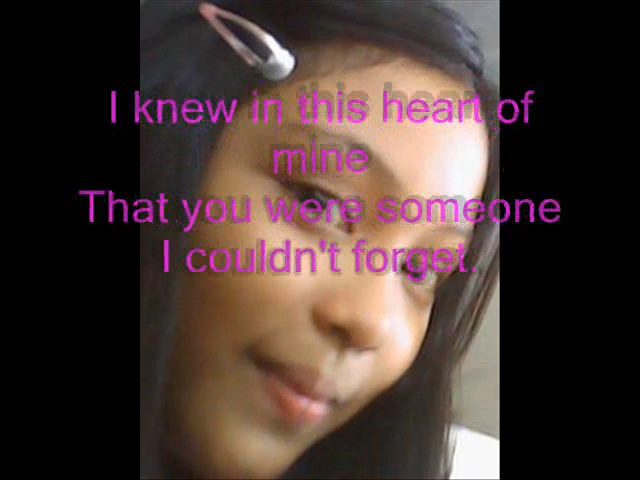 I knew in this heart of
mine
That you were someone
I couldn't forget.